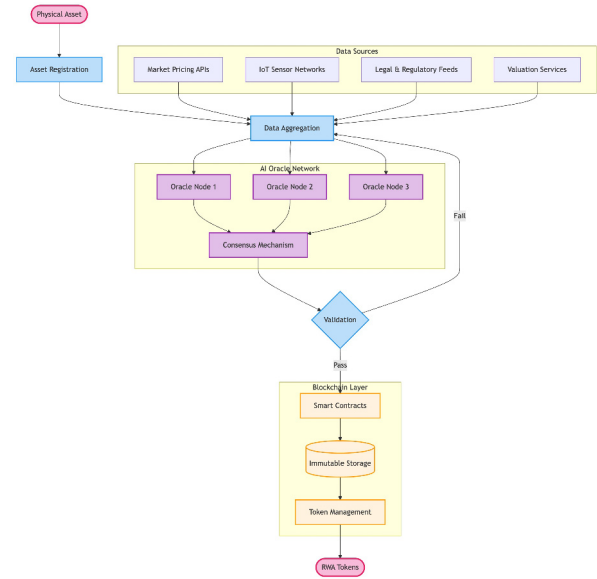 Physical Asset
Data Sources
Asset Registration
Market Pricing APIs
IoT Sensor Networks
Legal & Regulatory Feeds
Valuation Services
Data Aggregation
AI Oracle Network
Oracle Node 1
Oracle Node 2
Oracle Node 3
Fail
Consensus Mechanism
Validation
Pass
Blockchain Layer
Smart Contracts
Immutable Storage
Token Management
RWA Tokens